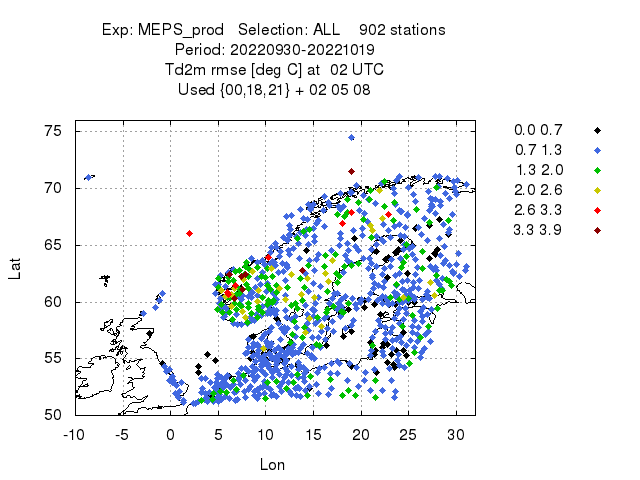 Exp: MEPS_prod   Selection: ALL    902 stations
Period: 20220930-20221019
Td2m rmse [deg C] at  02 UTC
Used {00,18,21} + 02 05 08
0.0 0.7
0.7 1.3
1.3 2.0
2.0 2.6
2.6 3.3
3.3 3.9
75
70
65
60
55
50
Lat
-10 -5 0 5 10 15 20 25 30
Lon